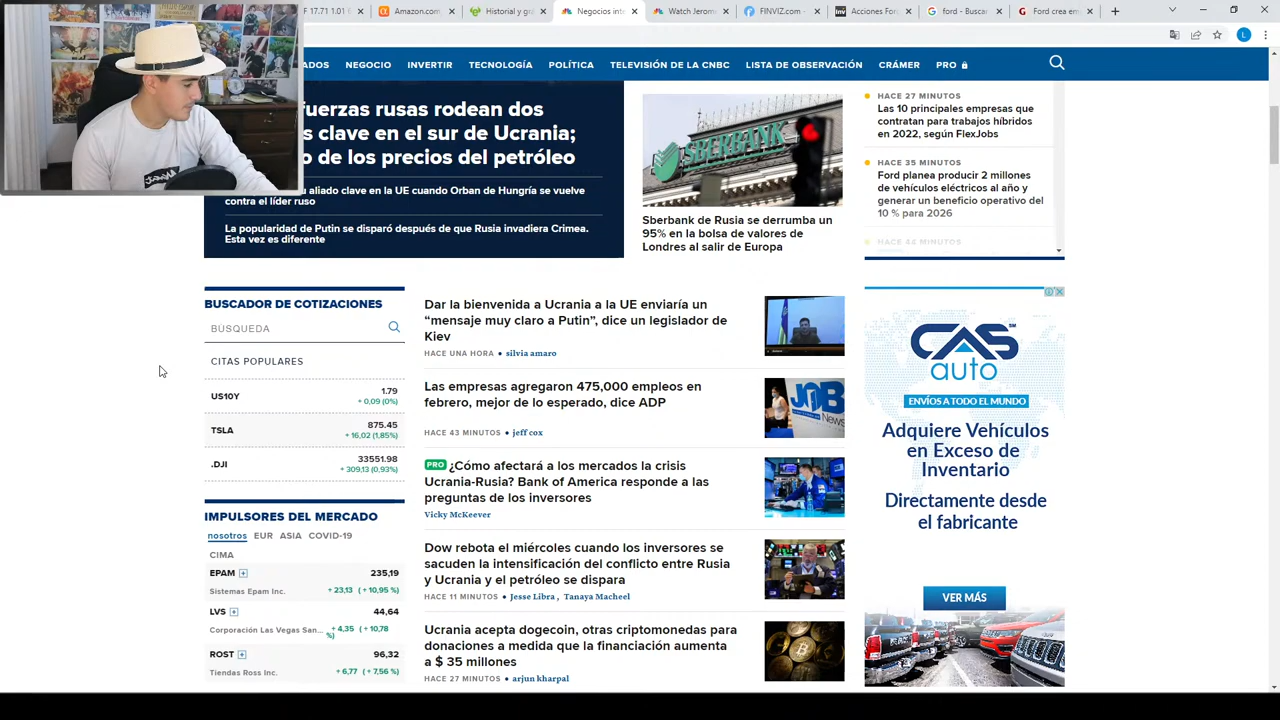 F 17.71 1.01
Amazon.com
Historia y g
Negocios inte
Watch Jerom
FINVIZ.com -
Acciones For
ford - Buscar
Ford crea em
L
ADOS
NEGOCIO
INVERTIR
TECNOLOGÍA
POLÍTICA
TELEVISIÓN DE LA CNBC
LISTA DE OBSERVACIÓN
CRÁMER
PRO
fuerzas rusas rodean dos
clave en el sur de Ucrania;
o de los precios del petróleo
u aliado clave en la UE cuando Orban de Hungría se vuelve
contra el líder ruso
La popularidad de Putin se disparó después de que Rusia invadiera Crimea.
Esta vez es diferente
SBERBANK
Sberbank de Rusia se derrumba un
95% en la bolsa de valores de
Londres al salir de Europa
HACE 27 MINUTOS
Las 10 principales empresas que
contratan para trabajos híbridos
en 2022, según FlexJobs
HACE 35 MINUTOS
Ford planea producir 2 millones
de vehículos eléctricos al año y
generar un beneficio operativo del
10 % para 2026
HACE 44 MINUTOS
BUSCADOR DE COTIZACIONES
BÚSQUEDA
CITAS POPULARES
US10Y
1.79
+ 0,09 (0%)
TSLA
875.45
+ 16,02 (1,85%)
.DJI
33551.98
+ 309,13 (0,93%)
IMPULSORES DEL MERCADO
nosotros EUR ASIA COVID-19
CIMA
EPAM
235,19
Sistemas Epam Inc.
+ 23,13 ( + 10,95 %)
LVS
44,64
Corporación Las Vegas San...
+ 4,35 ( + 10,78
%)
ROST
96,32
Tiendas Ross Inc.
+ 6,77 ( + 7,56 %)
Dar la bienvenida a Ucrania a la UE enviaría un
“mensaje muy claro a Putin”, dice un legislador de
Kiev
HACE UNA HORA • silvia amaro
Las empresas agregaron 475,000 empleos en
febrero, mejor de lo esperado, dice ADP
HACE 43 MINUTOS • jeff cox
JOB
News
PRO ¿Cómo afectará a los mercados la crisis
Ucrania-Rusia? Bank of America responde a las
preguntas de los inversores
Vicky McKeever
Dow rebota el miércoles cuando los inversores se
sacuden la intensificación del conflicto entre Rusia
y Ucrania y el petróleo se dispara
HACE 11 MINUTOS • Jesse Libra , Tanaya Macheel
Ucrania acepta dogecoin, otras criptomonedas para
donaciones a medida que la financiación aumenta
a $ 35 millones
HACE 27 MINUTOS • arjun kharpal
CAS
SM
auto
ENVÍOS A TODO EL MUNDO
Adquiere Vehículos
en Exceso de
Inventario
Directamente desde
el fabricante
VER MÁS